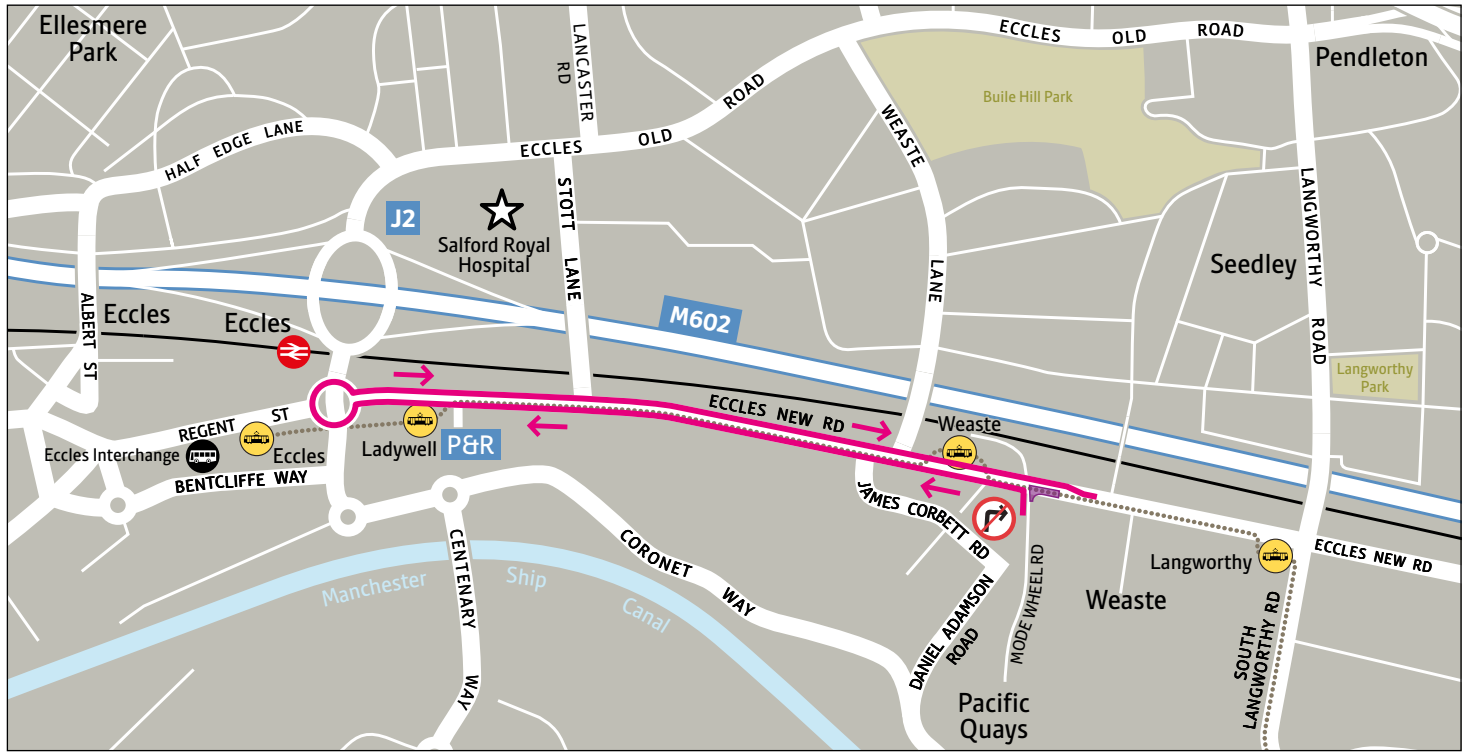 Ellesmere
Park
LANCASTER
RD
ECCLES OLD ROAD
Pendleton
Buile Hill Park
HALF EDGE LANE
ECCLES OLD ROAD
WEASTE
LANE
STOTT
LANE
J2
Salford Royal
Hospital
LANGWORTHY
ROAD
Seedley
ALBERT ST
Eccles
Eccles
M602
Langworthy
Park
REGENT ST
Eccles Interchange
Eccles
BENTCLIFFE WAY
Ladywell
P&R
ECCLES NEW RD
Weaste
JAMES CORBETT RD
Langworthy
ECCLES NEW RD
Weaste
CENTENARY
WAY
CORONET
WAY
Manchester
Ship
Canal
DANIEL ADAMSON
ROAD
MODE WHEEL RD
SOUTH
LANGWORTHY RD
Pacific
Quays